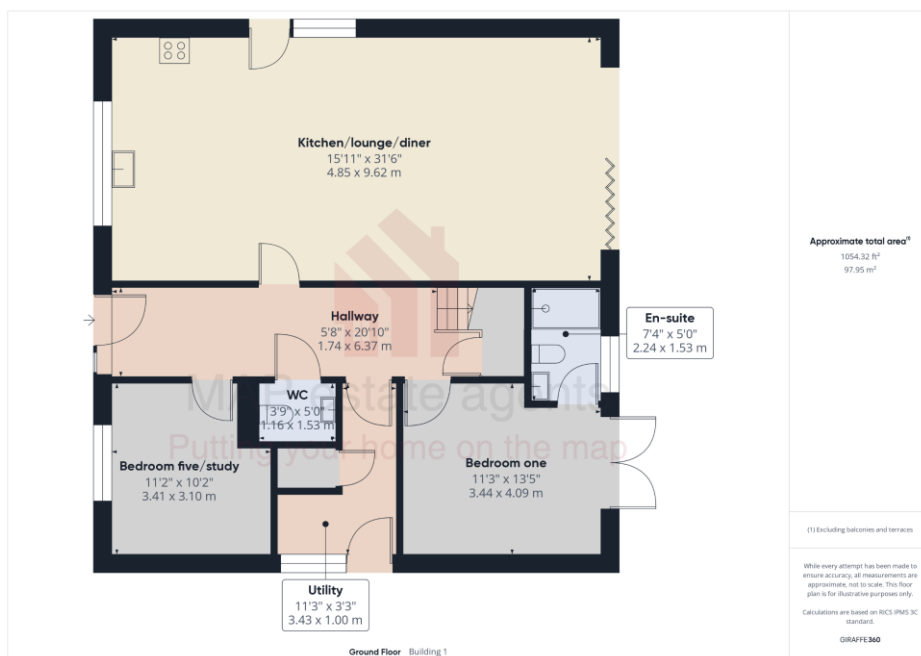 Kitchen/lounge/diner
15'11" x 31'6"
4.85 x 9.62 m
Approximate total area⁽¹⁾
1054.32 ft²
97.95 m²
Hallway
5'8" x 20'10"
1.74 x 6.37 m
En-suite
7'4" x 5'0"
2.24 x 1.53 m
WC
3'9" x 5'0"
1.16 x 1.53 m
MAP estate agents
Putting your home on the map
Bedroom five/study
11'2" x 10'2"
3.41 x 3.10 m
Bedroom one
11'3" x 13'5"
3.44 x 4.09 m
Utility
11'3" x 3'3"
3.43 x 1.00 m
(1) Excluding balconies and terraces
While every attempt has been made to
ensure accuracy, all measurements are
approximate, not to scale. This floor
plan is for illustrative purposes only.
Calculations are based on RICS IPMS 3C
standard.
GIRAFFE360
Ground Floor Building 1